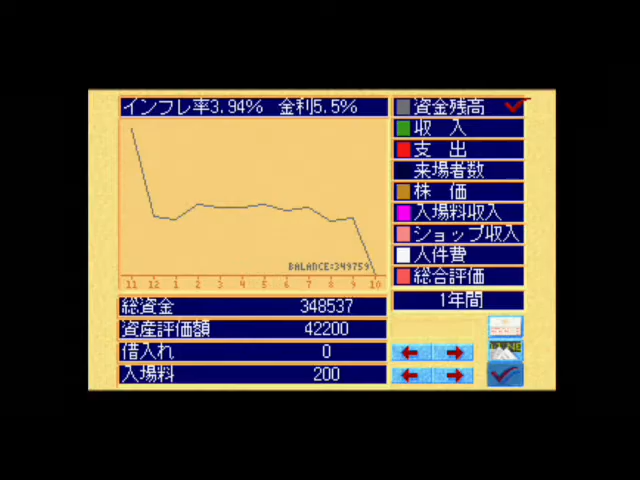 インフレ率3.94% 金利5.5%
BALANCE:349759
11 12 1 2 3 4 5 6 7 8 9 10
資金残高
収 入
支 出
来場者数
株 価
入場料収入
ショップ収入
人件費
総合評価
1年間
総資金 348537
資産評価額 42200
借入れ 0
入場料 200